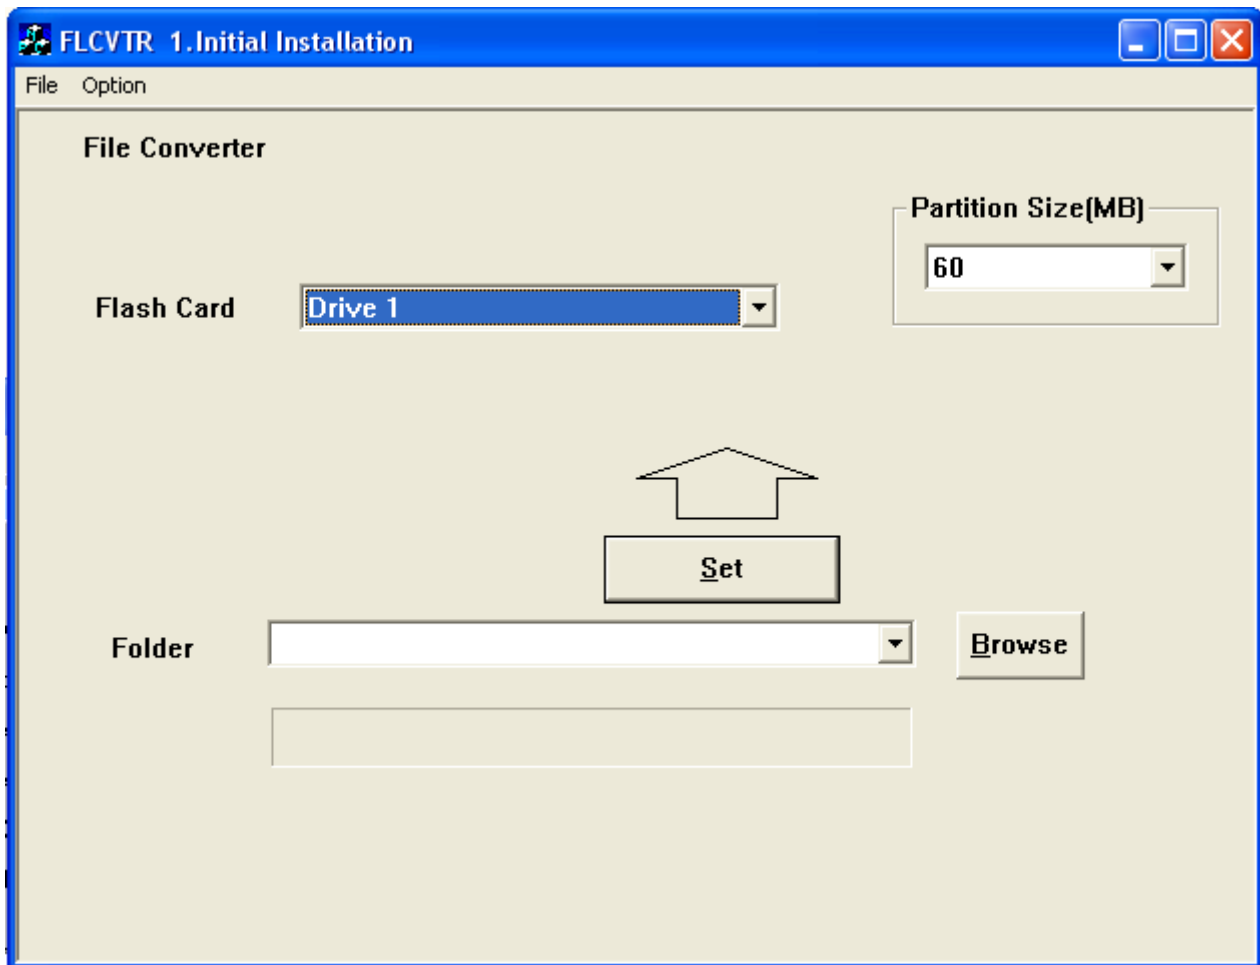 FLCVTR 1.Initial Installation
File Option
File Converter
Partition Size(MB)
60
Flash Card Drive 1
Set
Folder
Browse